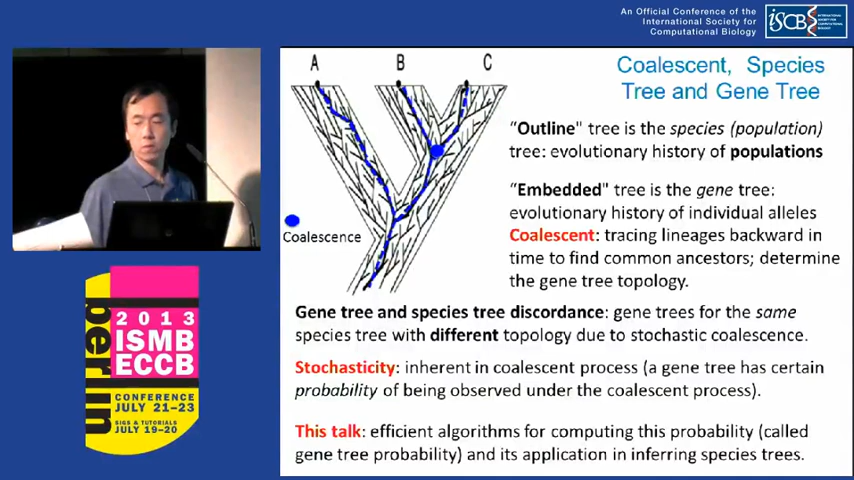 An Official Conference of the
International Society for
Computational Biology
ISCB
INTERNATIONAL
SOCIETY FOR
COMPUTATIONAL
BIOLOGY
A B C
Coalescence
Coalescent, Species
Tree and Gene Tree
“Outline" tree is the species (population)
tree: evolutionary history of populations
“Embedded" tree is the gene tree:
evolutionary history of individual alleles
Coalescent: tracing lineages backward in
time to find common ancestors; determine
the gene tree topology.
Gene tree and species tree discordance: gene trees for the same
species tree with different topology due to stochastic coalescence.
Stochasticity: inherent in coalescent process (a gene tree has certain
probability of being observed under the coalescent process).
This talk: efficient algorithms for computing this probability (called
gene tree probability) and its application in inferring species trees.
berlin
2013
ISMB
ECCB
CONFERENCE
JULY 21–23
SIGS & TUTORIALS
JULY 19–20